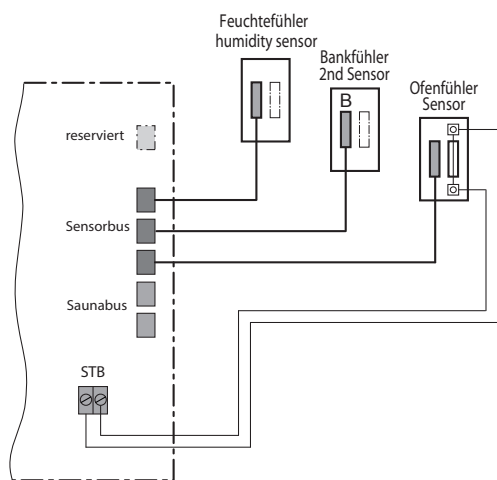 Feuchtefühler
humidity sensor
Bankfühler
2nd Sensor
B
Ofenfühler
Sensor
reserviert
Sensorbus
Saunabus
STB